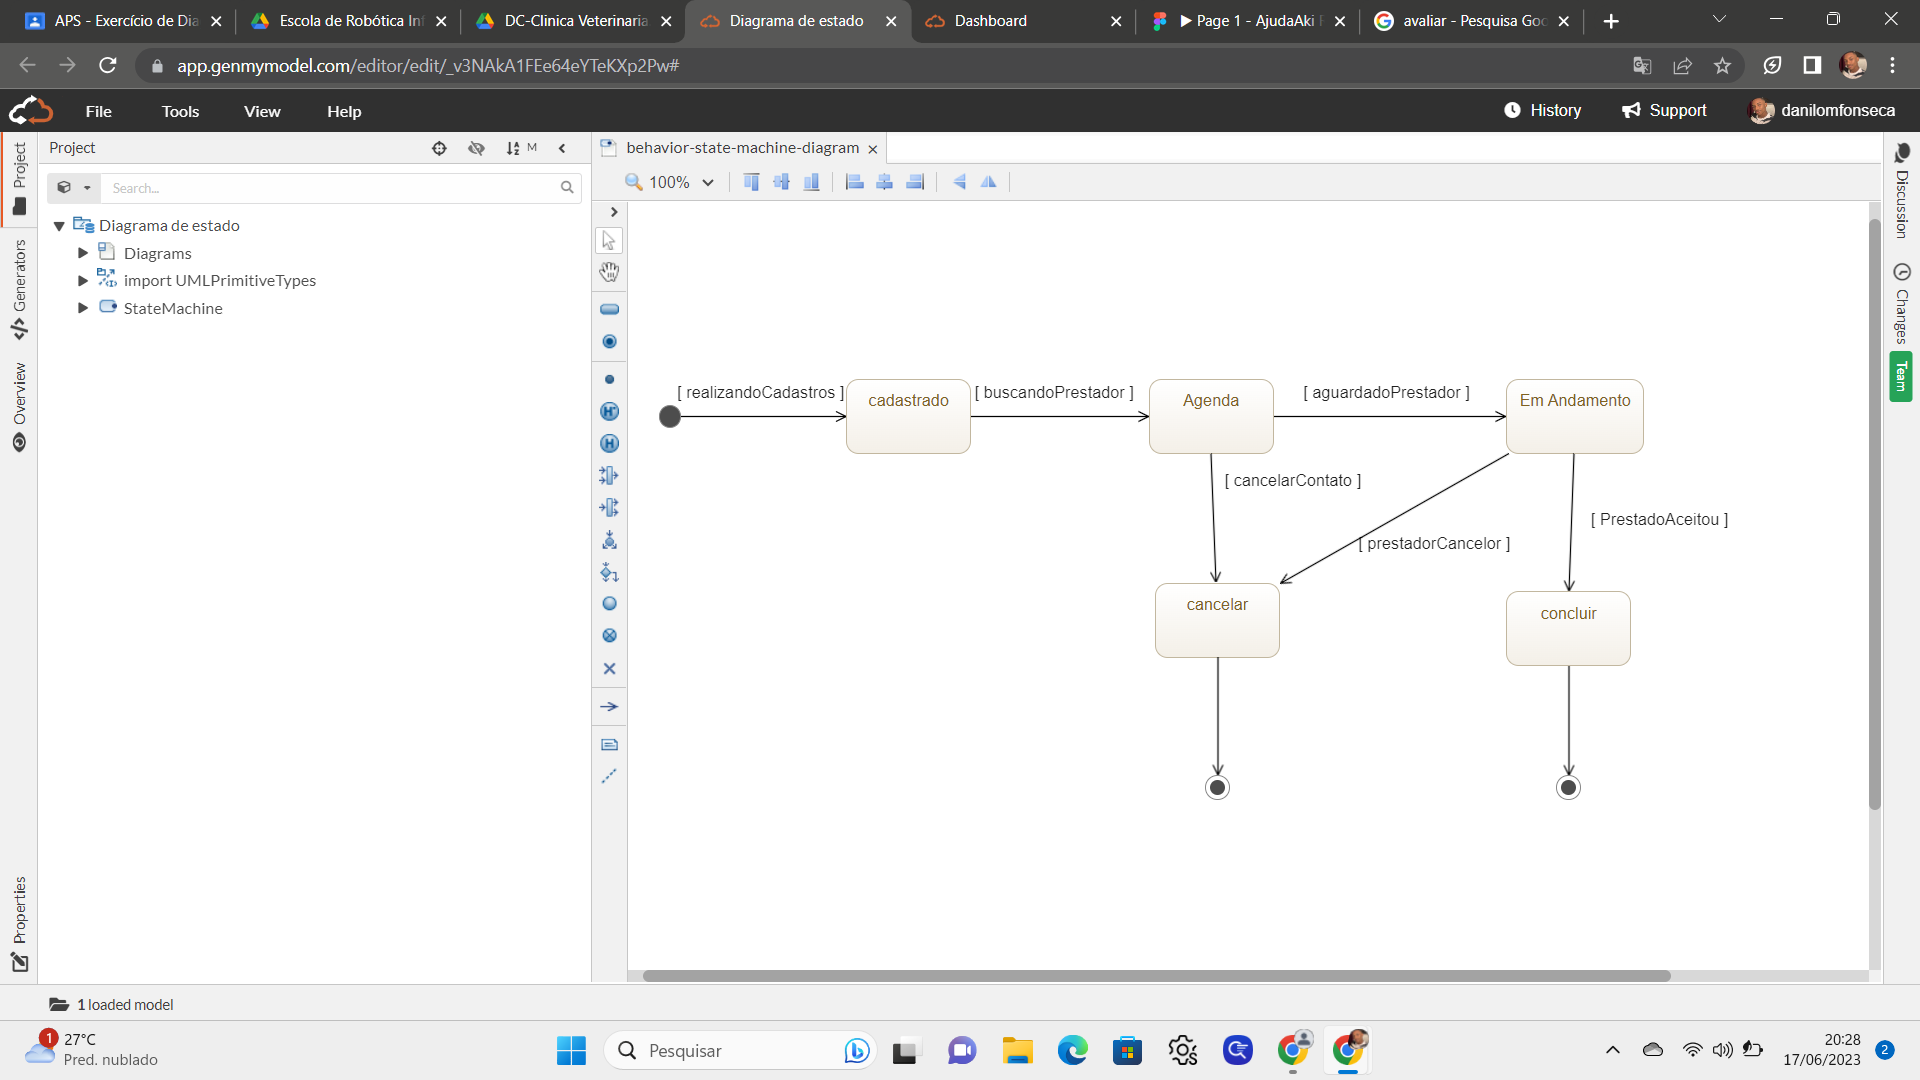 APS - Exercício de Dia
Escola de Robótica Inf
DC-Clinica Veterinaria
Diagrama de estado
Dashboard
Page 1 - AjudaAki
avaliar - Pesquisa Goo
app.genmymodel.com/editor/edit/_v3NAkA1FEe64eYTeKXp2Pw#
File
Tools
View
Help
History
Support
danilomfonseca
Project
Project
M
behavior-state-machine-diagram
Search...
100%
Diagrama de estado
Diagrams
import UMLPrimitiveTypes
StateMachine
Generators
Overview
Properties
Discussion
Changes
Team
H*
H
[ realizandoCadastros ]
cadastrado
[ buscandoPrestador ]
Agenda
[ aguardadoPrestador ]
Em Andamento
[ cancelarContato ]
[ PrestadoAceitou ]
[ prestadorCancelor ]
cancelar
concluir
1 loaded model
1
27°C
Pred. nublado
Pesquisar
20:28
17/06/2023
2